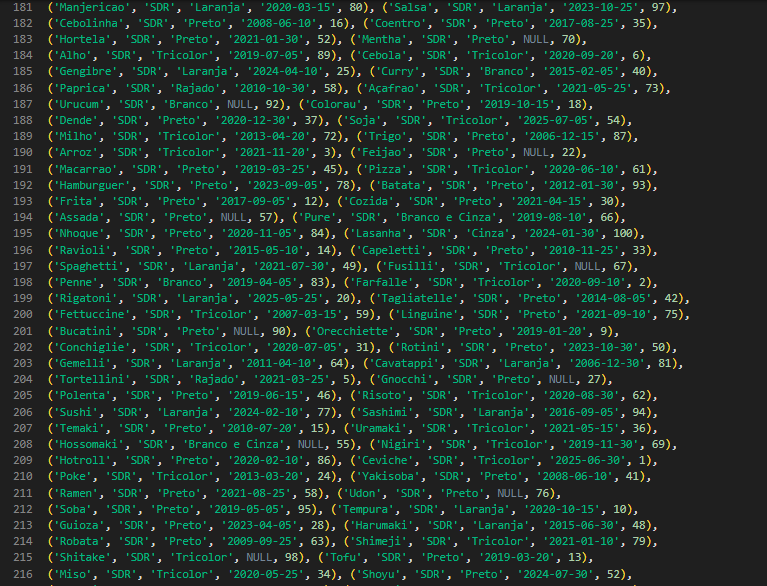 181 ('Manjericao', 'SDR', 'Laranja', '2020-03-15', 80), ('Salsa', 'SDR', 'Laranja', '2023-10-25', 97),
182 ('Cebolinha', 'SDR', 'Preto', '2008-06-10', 16), ('Coentro', 'SDR', 'Preto', '2017-08-25', 35),
183 ('Hortela', 'SDR', 'Preto', '2021-01-30', 52), ('Mentha', 'SDR', 'Preto', NULL, 70),
184 ('Alho', 'SDR', 'Tricolor', '2019-07-05', 89), ('Cebola', 'SDR', 'Tricolor', '2020-09-20', 6),
185 ('Gengibre', 'SDR', 'Laranja', '2024-04-10', 25), ('Curry', 'SDR', 'Branco', '2015-02-05', 40),
186 ('Paprica', 'SDR', 'Rajado', '2010-10-30', 58), ('Açafrao', 'SDR', 'Tricolor', '2021-05-25', 73),
187 ('Urucum', 'SDR', 'Branco', NULL, 92), ('Colorau', 'SDR', 'Preto', '2019-10-15', 18),
188 ('Dende', 'SDR', 'Preto', '2020-12-30', 37), ('Soja', 'SDR', 'Tricolor', '2025-07-05', 54),
189 ('Milho', 'SDR', 'Tricolor', '2013-04-20', 72), ('Trigo', 'SDR', 'Preto', '2006-12-15', 87),
190 ('Arroz', 'SDR', 'Tricolor', '2021-11-20', 3), ('Feijao', 'SDR', 'Preto', NULL, 22),
191 ('Macarrao', 'SDR', 'Preto', '2019-03-25', 45), ('Pizza', 'SDR', 'Tricolor', '2020-06-10', 61),
192 ('Hamburguer', 'SDR', 'Preto', '2023-09-05', 78), ('Batata', 'SDR', 'Preto', '2012-01-30', 93),
193 ('Frita', 'SDR', 'Preto', '2017-09-05', 12), ('Cozida', 'SDR', 'Preto', '2021-04-15', 30),
194 ('Assada', 'SDR', 'Preto', NULL, 57), ('Pure', 'SDR', 'Branco e Cinza', '2019-08-10', 66),
195 ('Nhoque', 'SDR', 'Preto', '2020-11-05', 84), ('Lasanha', 'SDR', 'Cinza', '2024-01-30', 100),
196 ('Ravioli', 'SDR', 'Preto', '2015-05-10', 14), ('Capeletti', 'SDR', 'Preto', '2010-11-25', 33),
197 ('Spaghetti', 'SDR', 'Laranja', '2021-07-30', 49), ('Fusilli', 'SDR', 'Tricolor', NULL, 67),
198 ('Penne', 'SDR', 'Branco', '2019-04-05', 83), ('Farfalle', 'SDR', 'Tricolor', '2020-09-10', 2),
199 ('Rigatoni', 'SDR', 'Laranja', '2025-05-25', 20), ('Tagliatelle', 'SDR', 'Preto', '2014-08-05', 42),
200 ('Fettuccine', 'SDR', 'Tricolor', '2007-03-15', 59), ('Linguine', 'SDR', 'Preto', '2021-09-10', 75),
201 ('Bucatini', 'SDR', 'Preto', NULL, 90), ('Orecchiette', 'SDR', 'Preto', '2019-01-20', 9),
202 ('Conchiglie', 'SDR', 'Tricolor', '2020-07-05', 31), ('Rotini', 'SDR', 'Preto', '2023-10-30', 50),
203 ('Gemelli', 'SDR', 'Laranja', '2011-04-10', 64), ('Cavatappi', 'SDR', 'Laranja', '2006-12-30', 81),
204 ('Tortellini', 'SDR', 'Rajado', '2021-03-25', 5), ('Gnocchi', 'SDR', 'Preto', NULL, 27),
205 ('Polenta', 'SDR', 'Preto', '2019-06-15', 46), ('Risoto', 'SDR', 'Tricolor', '2020-08-30', 62),
206 ('Sushi', 'SDR', 'Laranja', '2024-02-10', 77), ('Sashimi', 'SDR', 'Laranja', '2016-09-05', 94),
207 ('Temaki', 'SDR', 'Preto', '2010-07-20', 15), ('Uramaki', 'SDR', 'Tricolor', '2021-05-15', 36),
208 ('Hossomaki', 'SDR', 'Branco e Cinza', NULL, 55), ('Nigiri', 'SDR', 'Tricolor', '2019-11-30', 69),
209 ('Hotroll', 'SDR', 'Preto', '2020-02-10', 86), ('Ceviche', 'SDR', 'Tricolor', '2025-06-30', 1),
210 ('Poke', 'SDR', 'Tricolor', '2013-03-20', 24), ('Yakisoba', 'SDR', 'Preto', '2008-06-10', 41),
211 ('Ramen', 'SDR', 'Preto', '2021-08-25', 58), ('Udon', 'SDR', 'Preto', NULL, 76),
212 ('Soba', 'SDR', 'Preto', '2019-05-05', 95), ('Tempura', 'SDR', 'Laranja', '2020-10-15', 10),
213 ('Guioza', 'SDR', 'Preto', '2023-04-05', 28), ('Harumaki', 'SDR', 'Laranja', '2015-06-30', 48),
214 ('Robata', 'SDR', 'Preto', '2009-09-25', 63), ('Shimeji', 'SDR', 'Tricolor', '2021-01-10', 79),
215 ('Shitake', 'SDR', 'Tricolor', NULL, 98), ('Tofu', 'SDR', 'Preto', '2019-03-20', 13),
216 ('Miso', 'SDR', 'Tricolor', '2020-05-25', 34), ('Shoyu', 'SDR', 'Preto', '2024-07-30', 52),